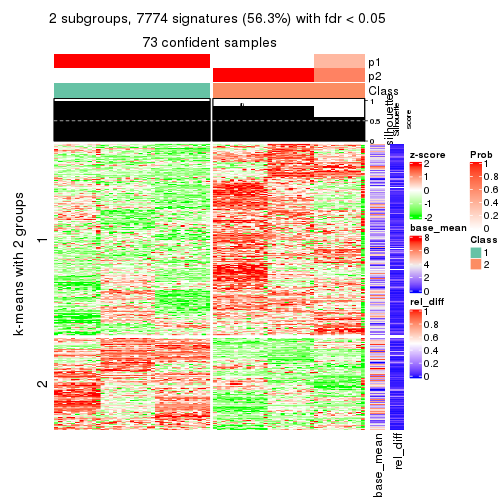 2 subgroups, 7774 signatures (56.3%) with fdr < 0.05
73 confident samples
p1
p2
Class
1
0.5
0
silhouette
Silhouette
score
k-means with 2 groups
1
2
base_mean
rel_diff
z-score
2
1
0
-1
-2
base_mean
8
6
4
2
0
rel_diff
1
0.8
0.6
0.4
0.2
0
Prob
1
0.8
0.6
0.4
0.2
0
Class
1
2